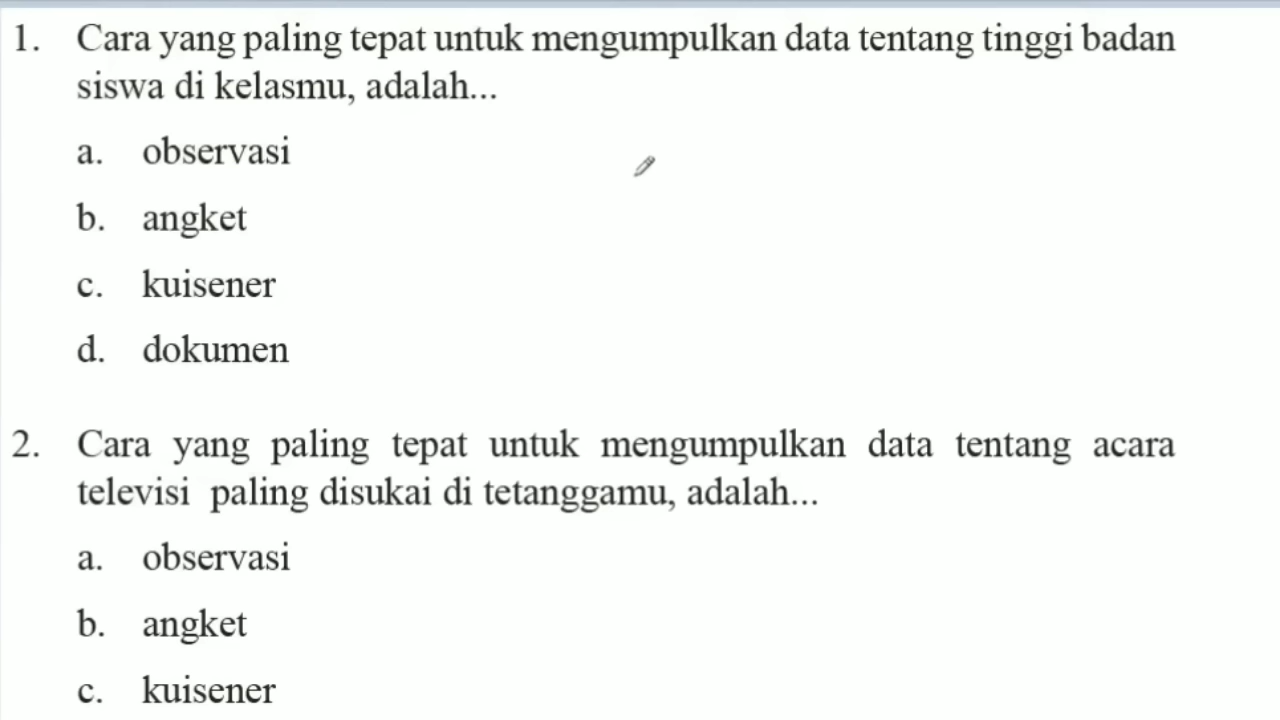 1. Cara yang paling tepat untuk mengumpulkan data tentang tinggi badan
siswa di kelasmu, adalah...
a. observasi
b. angket
c. kuisener
d. dokumen
2. Cara yang paling tepat untuk mengumpulkan data tentang acara
televisi paling disukai di tetanggamu, adalah...
a. observasi
b. angket
c. kuisener